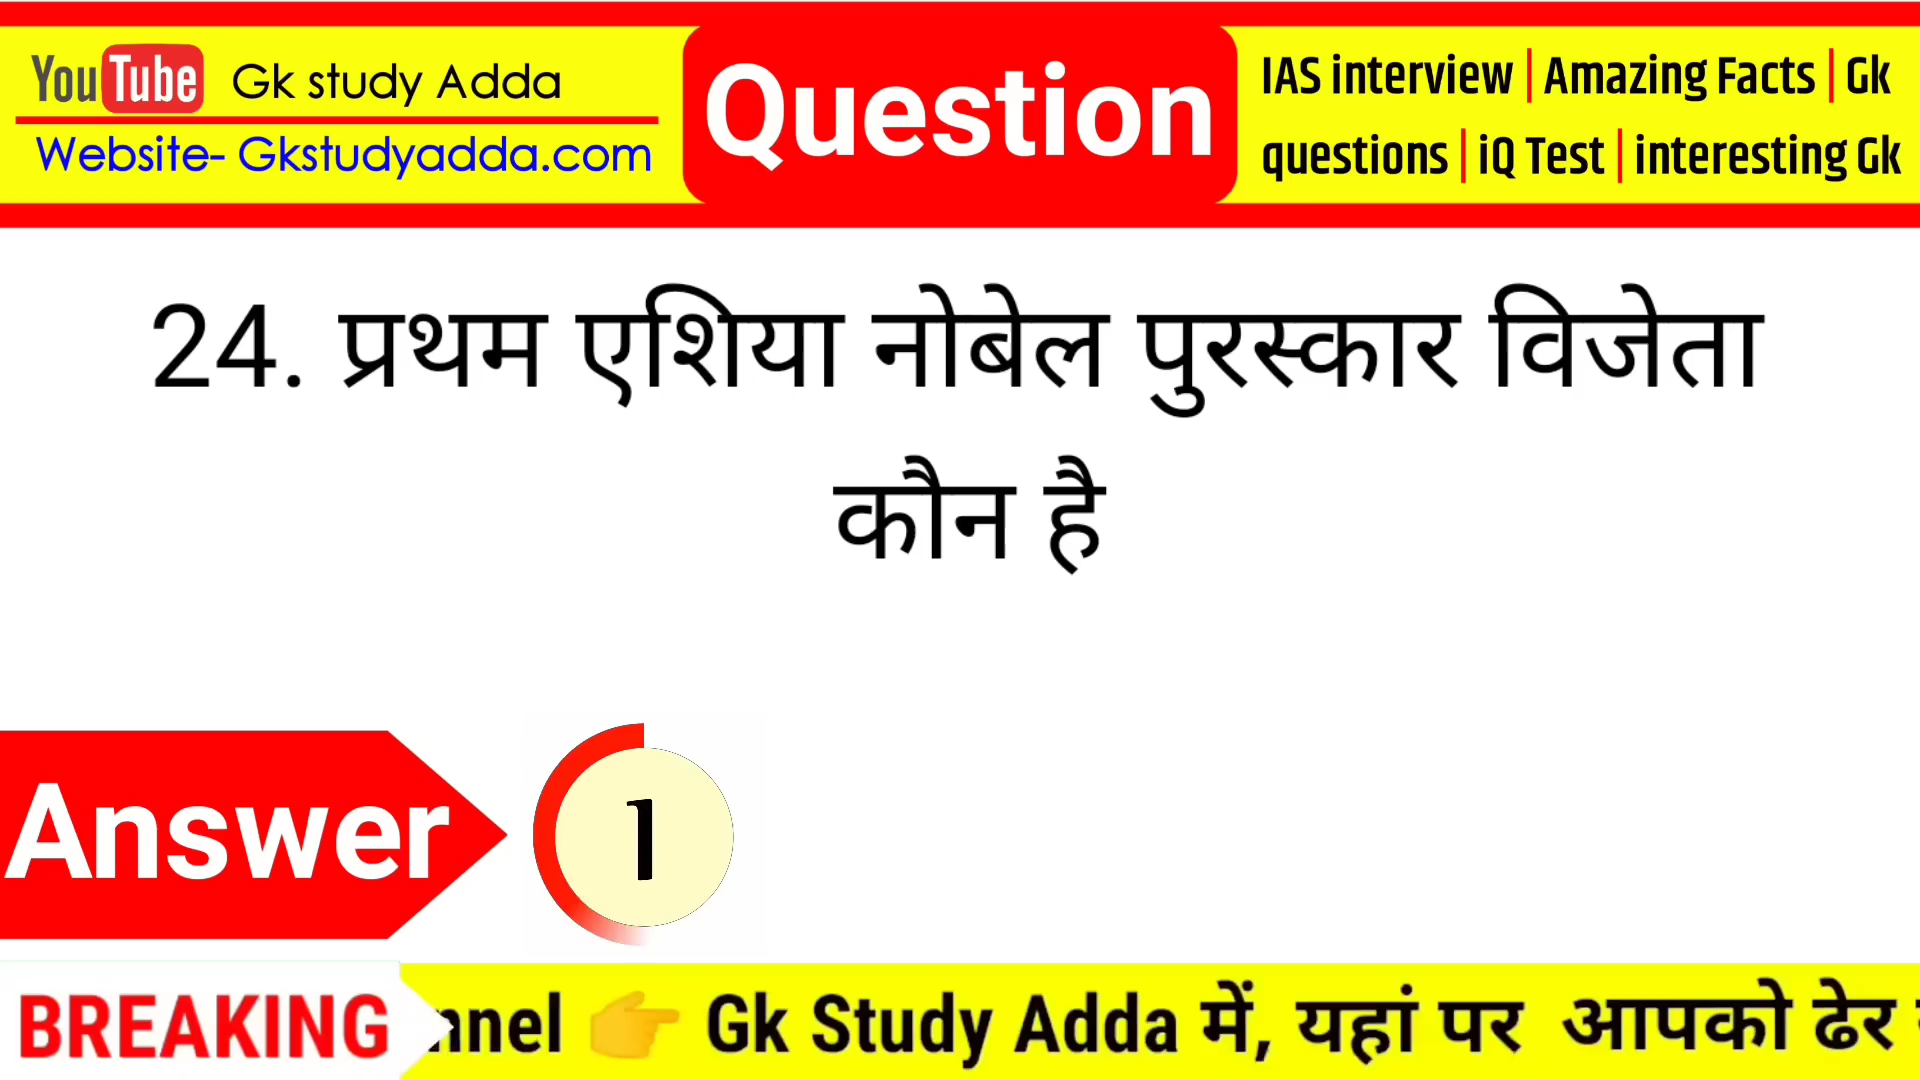 YouTube Gk study Adda
Website- Gkstudyadda.com
Question
IAS interview | Amazing Facts | Gk
questions | iQ Test | interesting Gk
24. प्रथम एशिया नोबेल पुरस्कार विजेता
कौन है
Answer
1
BREAKING
nnel 👉 Gk Study Adda में, यहां पर आपको ढेर